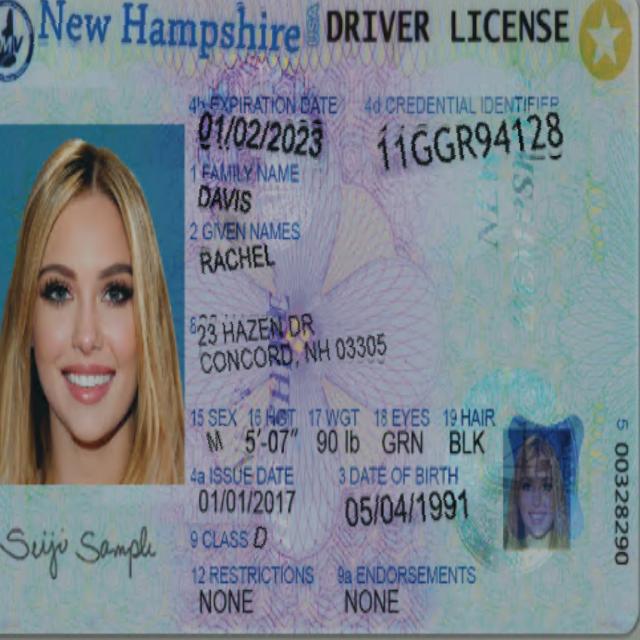 New Hampshire USA DRIVER LICENSE
4b EXPIRATION DATE 4d CREDENTIAL IDENTIFIER
01/02/2023 11GGR94128
1 FAMILY NAME
DAVIS
2 GIVEN NAMES
RACHEL
8 23 HAZEN DR
CONCORD, NH 03305
15 SEX 16 HGT 17 WGT 18 EYES 19 HAIR
M 5'-07" 90 lb GRN BLK
4a ISSUE DATE 3 DATE OF BIRTH
01/01/2017 05/04/1991
9 CLASS D
12 RESTRICTIONS 9a ENDORSEMENTS
NONE NONE
Seiji Sample
5 00328290